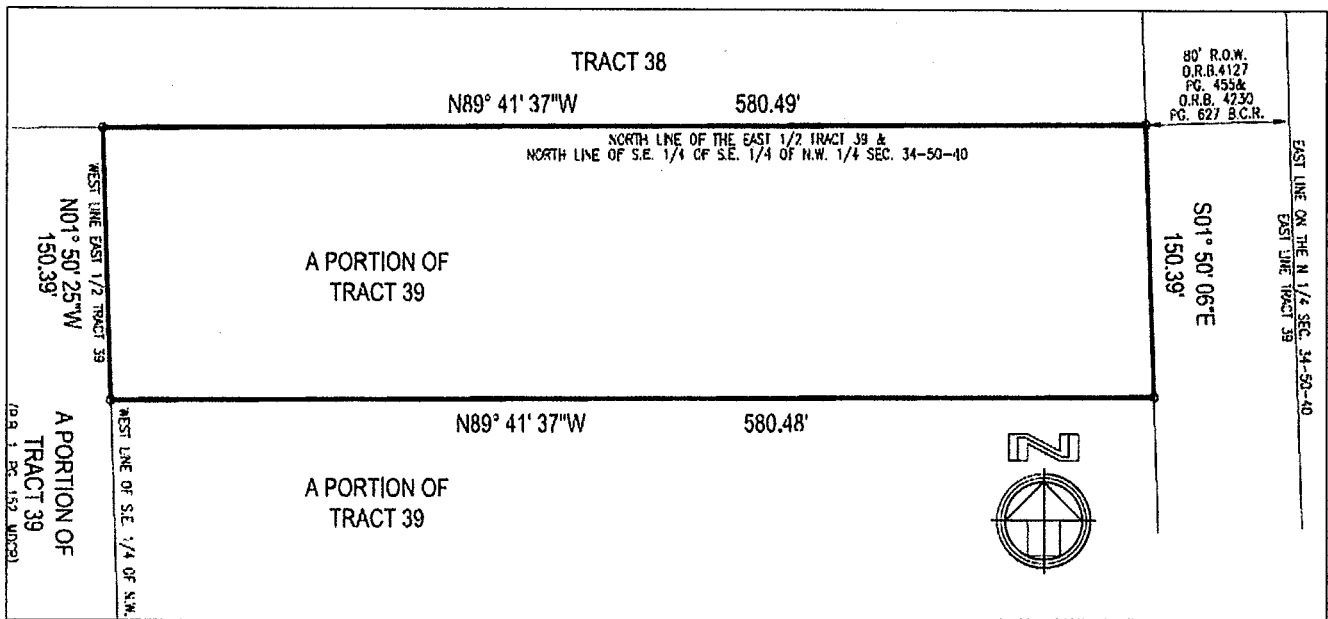 TRACT 38
N89° 41' 37"W 580.49'
80' R.O.W.
O.R.B.4127
PG. 455&
O.R.B. 4230
PG. 627 B.C.R.
NORTH LINE OF THE EAST 1/2 TRACT 39 &
NORTH LINE OF S.E. 1/4 OF S.E. 1/4 OF N.W. 1/4 SEC. 34-50-40
WEST LINE EAST 1/2 TRACT 39
N01° 50' 25"W
150.39'
A PORTION OF
TRACT 39
S01° 50' 06"E
150.39'
EAST LINE ON THE N 1/4 SEC. 34-50-40
EAST LINE TRACT 39
N89° 41' 37"W 580.48'
A PORTION OF
TRACT 39
WEST LINE OF S.E. 1/4 OF N.W.
A PORTION OF
TRACT 39
(P.B. 1 PG. 152 MDCR)
N